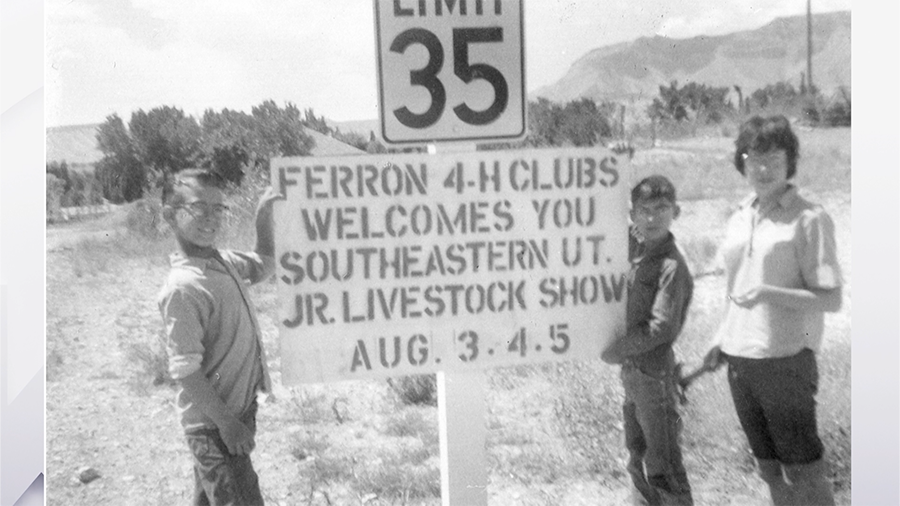 LIMIT
35
FERRON 4-H CLUBS
WELCOMES YOU
SOUTHEASTERN UT.
JR. LIVESTOCK SHOW
AUG. 3.4.5